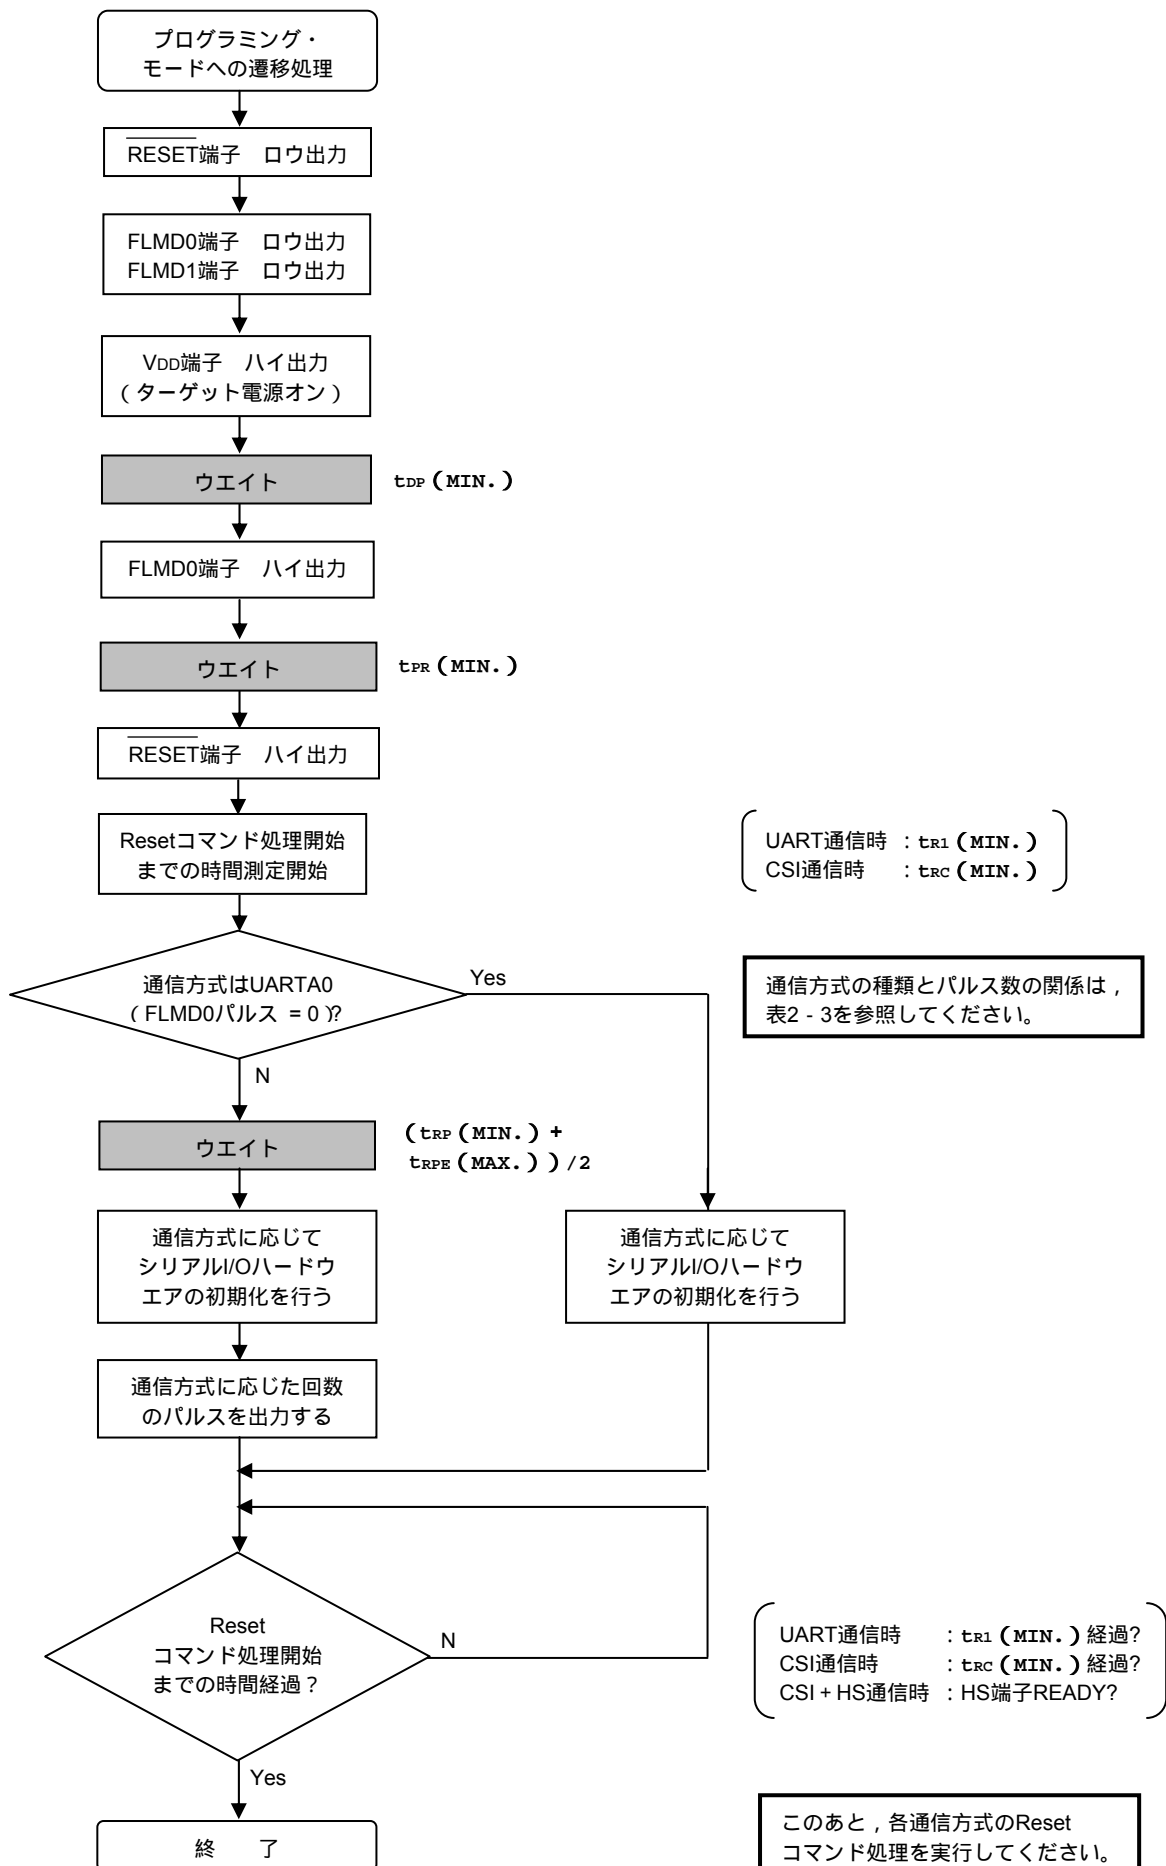 プログラミング・
モードへの遷移処理
RESET端子　ロウ出力
FLMD0端子　ロウ出力
FLMD1端子　ロウ出力
VDD端子　ハイ出力
（ターゲット電源オン）
ウエイト
tDP（MIN.）
FLMD0端子　ハイ出力
ウエイト
tPR（MIN.）
RESET端子　ハイ出力
Resetコマンド処理開始
までの時間測定開始
UART通信時　：tR1（MIN.）
CSI通信時　：tRC（MIN.）
通信方式はUARTA0
（FLMD0パルス = 0）?
Yes
N
通信方式の種類とパルス数の関係は，
表2 - 3を参照してください。
ウエイト
（tRP（MIN.）+
tRPE（MAX.））/2
通信方式に応じて
シリアルI/Oハードウ
エアの初期化を行う
通信方式に応じて
シリアルI/Oハードウ
エアの初期化を行う
通信方式に応じた回数
のパルスを出力する
Reset
コマンド処理開始
までの時間経過？
N
Yes
UART通信時　：tR1（MIN.）経過?
CSI通信時　：tRC（MIN.）経過?
CSI + HS通信時　：HS端子READY?
終　了
このあと，各通信方式のReset
コマンド処理を実行してください。